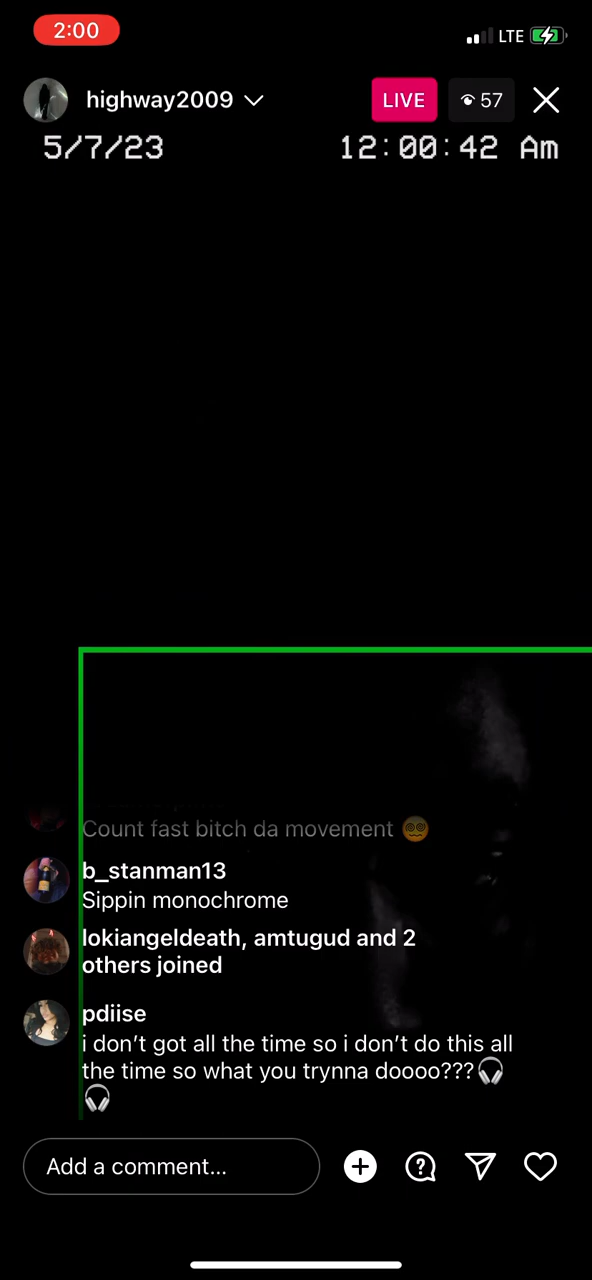 2:00 LTE
highway2009 LIVE 57
5/7/23 12:00:42 Am
Count fast bitch da movement 😵‍💫
b_stanman13
Sippin monochrome
lokiangeldeath, amtugud and 2
others joined
pdiise
i don't got all the time so i don't do this all
the time so what you trynna doooo???🎧
🎧
Add a comment...